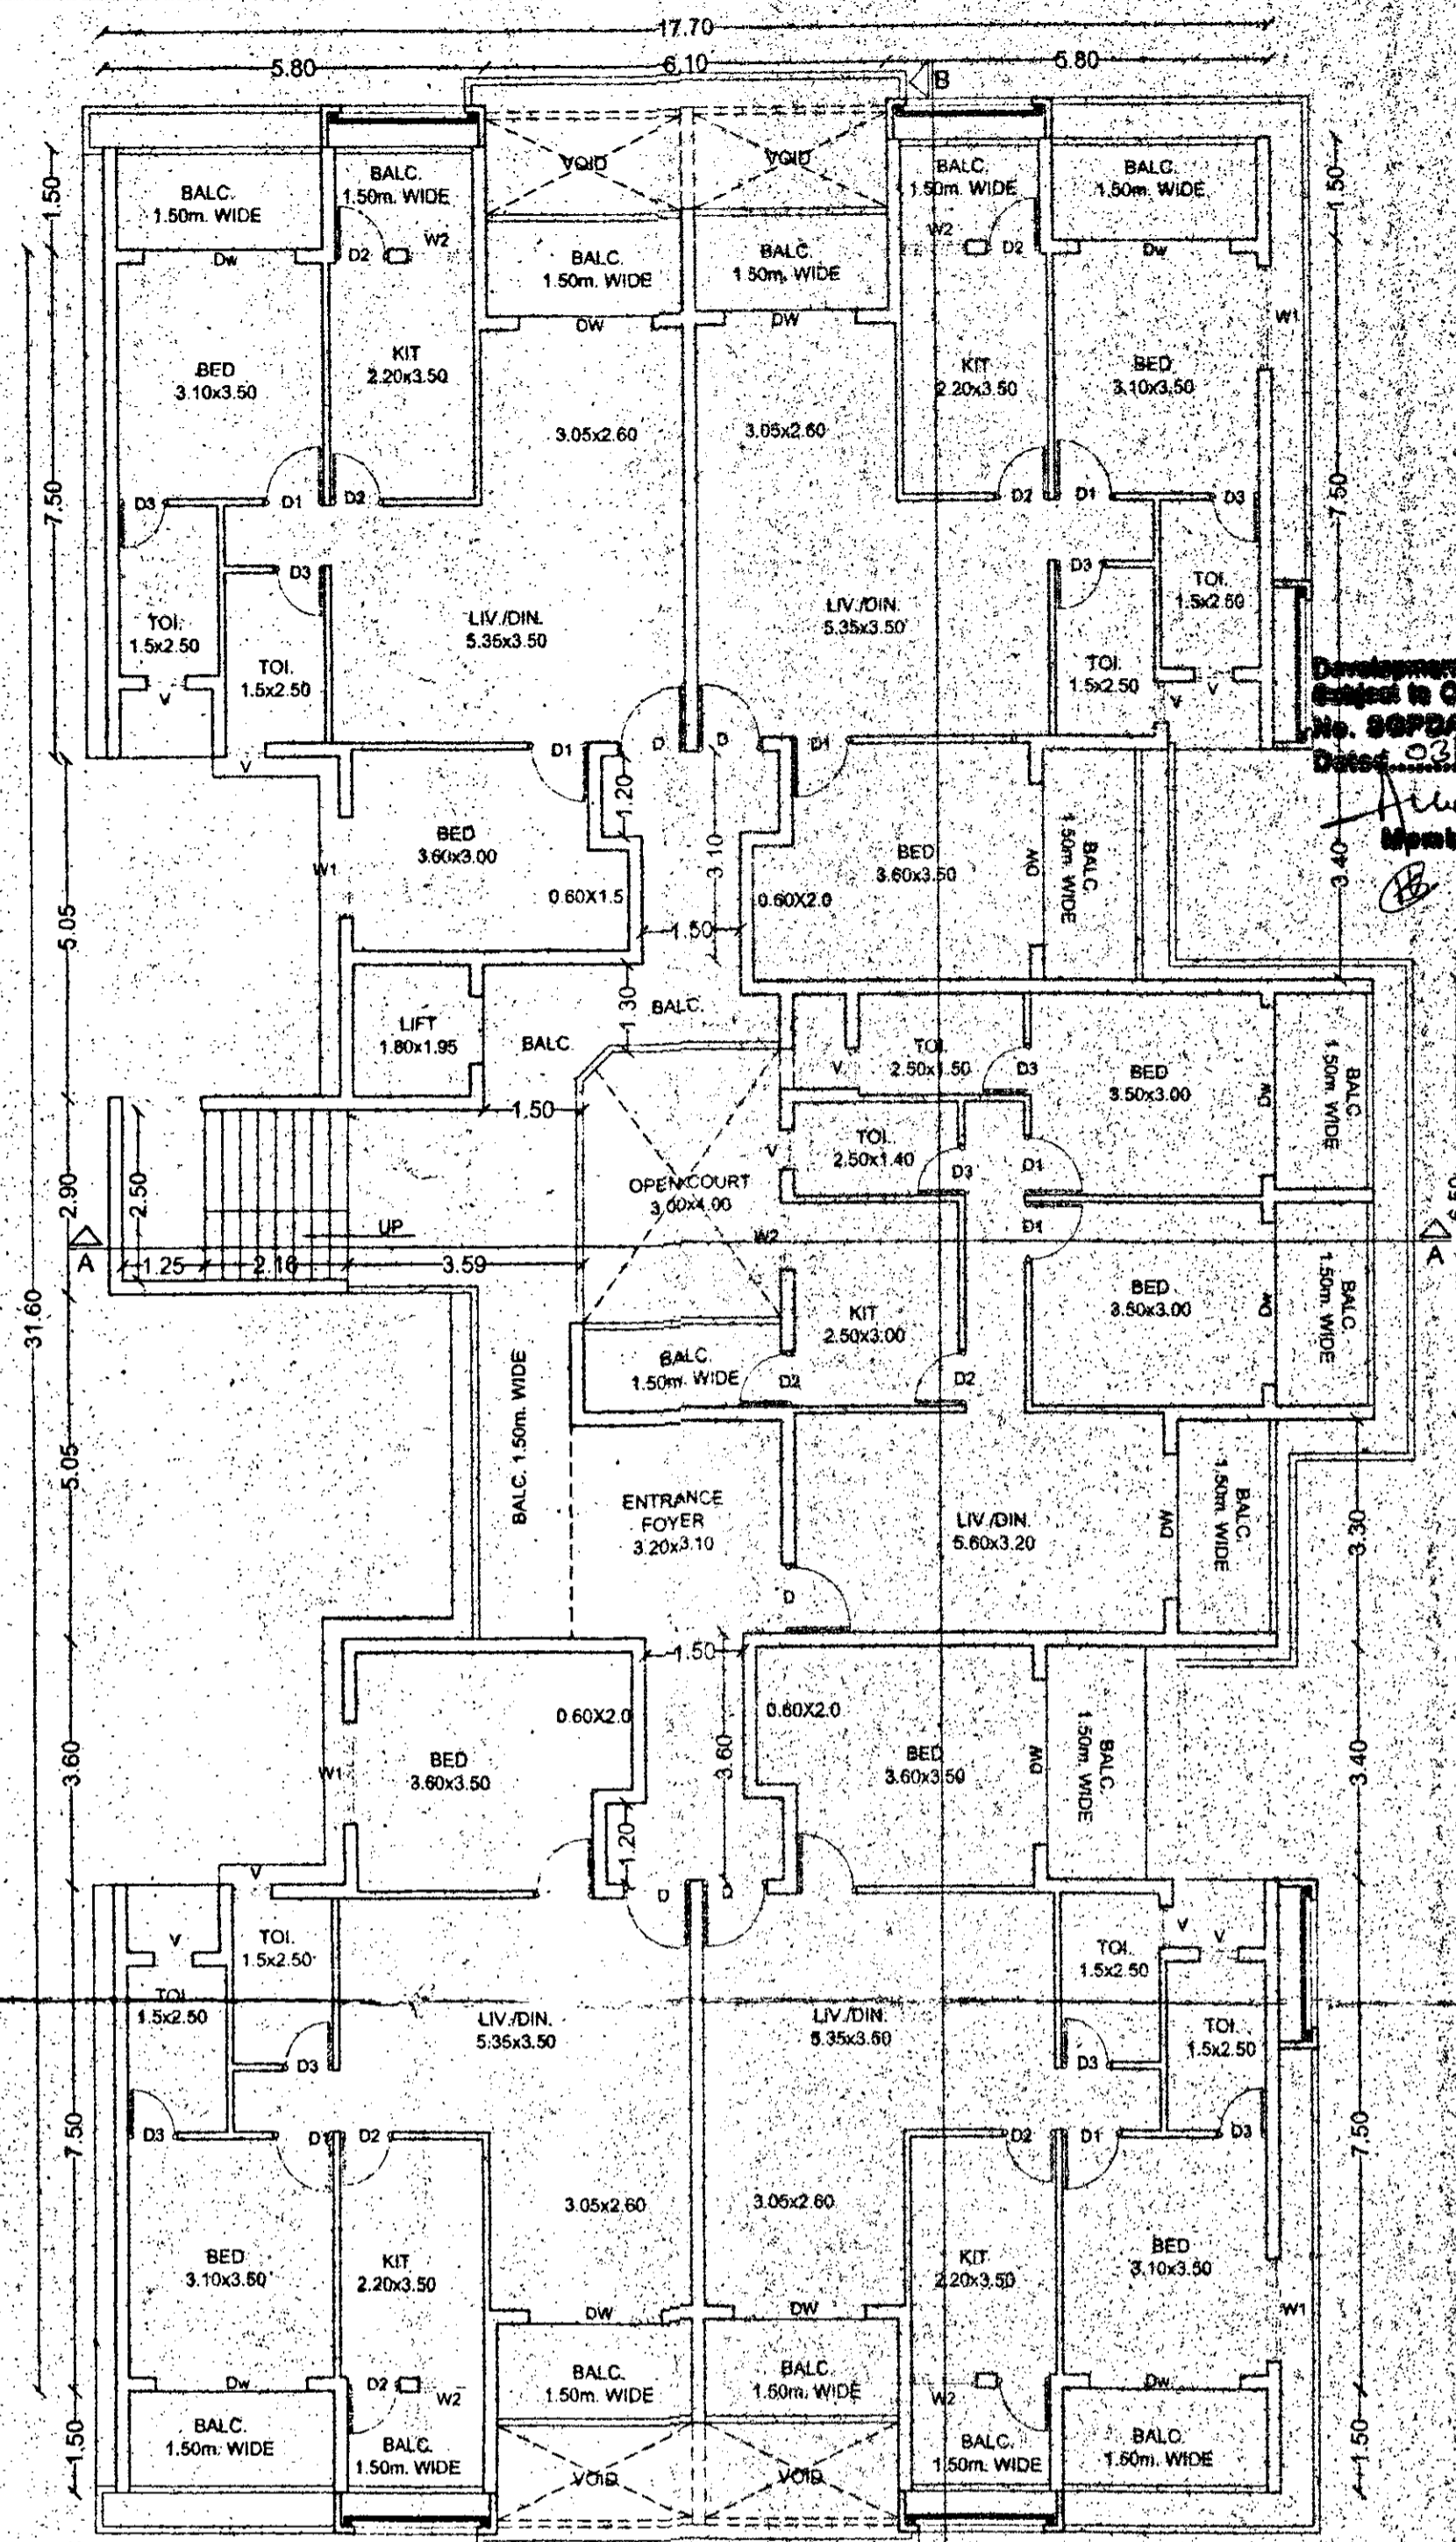 17.70
5.80
6.10
5.80
B
VOID
VOID
BALC.
1.50m. WIDE
BALC.
1.50m. WIDE
BALC.
1.50m. WIDE
BALC.
1.50m. WIDE
1.50
1.50
W2
D2
W2
D2
Dw
Dw
BALC.
1.50m. WIDE
BALC.
1.50m. WIDE
DW
DW
W1
BED
3.10x3.50
KIT
2.20x3.50
3.05x2.60
3.05x2.60
KIT
2.20x3.50
BED
3.10x3.50
7.50
7.50
D3
D1
D2
D2
D1
D3
D3
D3
TOI.
1.5x2.50
TOI.
1.5x2.50
LIV./DIN.
5.35x3.50
LIV./DIN.
5.35x3.50
TOI.
1.5x2.50
TOI.
1.5x2.50
V
V
V
V
D1
D
D
D1
Dated 03
1.20
3.10
3.40
BED
3.60x3.00
W1
0.60X1.5
1.50
0.60X2.0
BED
3.60x3.50
DW
BALC.
1.50m. WIDE
5.05
LIFT
1.80x1.95
BALC.
1.30
BALC.
TOI.
2.50x1.50
V
D3
BED
3.50x3.00
Dw
BALC.
1.50m. WIDE
1.50
TOI.
2.50x1.40
V
D3
D1
2.90
2.50
OPEN COURT
3.00x4.00
UP
W2
D1
A
A
1.25
2.16
3.59
31.60
KIT
2.50x3.00
BED
3.50x3.00
Dw
BALC.
1.50m. WIDE
BALC.
1.50m. WIDE
D2
D2
BALC. 1.50m. WIDE
5.05
ENTRANCE
FOYER
3.20x3.10
LIV./DIN.
5.60x3.20
DW
BALC.
1.50m. WIDE
3.30
D
1.50
0.60X2.0
0.60X2.0
3.60
3.60
3.40
BED
3.60x3.50
W1
BED
3.60x3.50
DW
BALC.
1.50m. WIDE
1.20
V
D
D
V
V
V
TOI.
1.5x2.50
TOI.
1.5x2.50
LIV./DIN.
5.35x3.50
LIV./DIN.
5.35x3.50
TOI.
1.5x2.50
TOI.
1.5x2.50
D3
D3
7.50
7.50
D3
D1
D2
D2
D1
D3
3.05x2.60
3.05x2.60
BED
3.10x3.50
KIT
2.20x3.50
KIT
2.20x3.50
BED
3.10x3.50
DW
DW
W1
Dw
D2
W2
W2
Dw
BALC.
1.50m. WIDE
BALC.
1.50m. WIDE
BALC.
1.50m. WIDE
BALC.
1.50m. WIDE
BALC.
1.50m. WIDE
BALC.
1.50m. WIDE
1.50
1.50
VOID
VOID